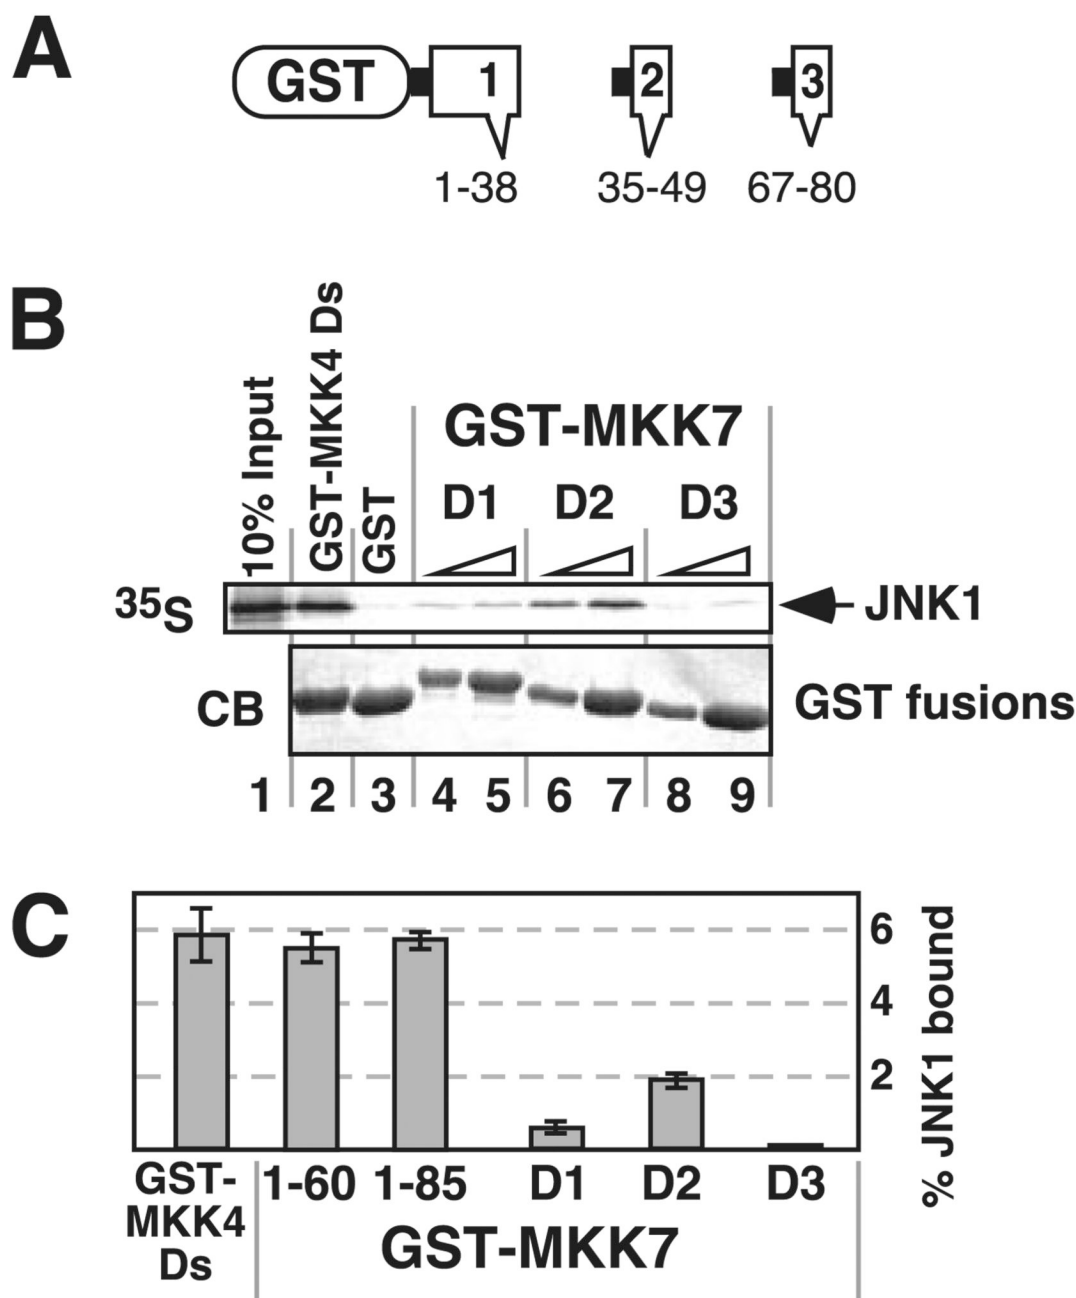 A
GST 1 2 3
1-38 35-49 67-80
B
10% Input
GST-MKK4 Ds
GST
GST-MKK7
D1 D2 D3
35S
JNK1
CB
GST fusions
1 2 3 4 5 6 7 8 9
C
6
4
2
% JNK1 bound
GST-
MKK4
Ds
1-60 1-85 D1 D2 D3
GST-MKK7